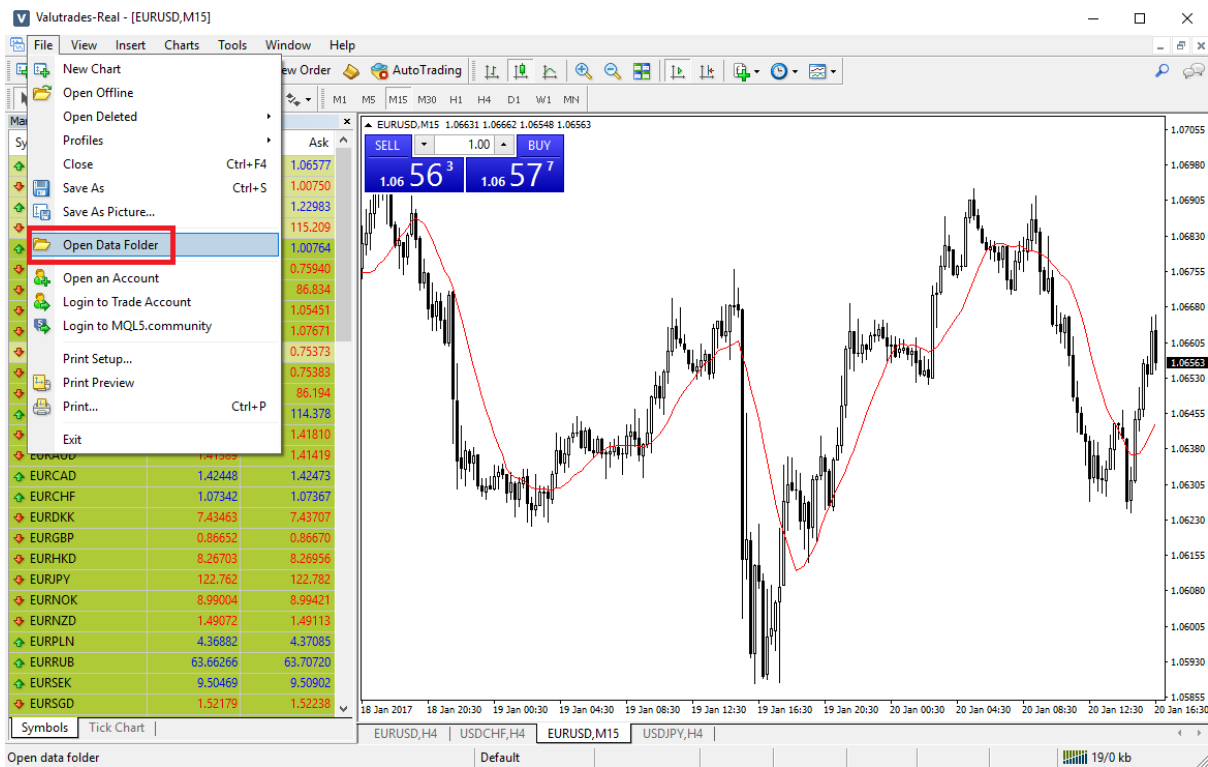 Valutrades-Real - [EURUSD,M15]
File View Insert Charts Tools Window Help
New Chart
Open Offline
Open Deleted
Profiles
Close Ctrl+F4
Save As Ctrl+S
Save As Picture...
Open Data Folder
Open an Account
Login to Trade Account
Login to MQL5.community
Print Setup...
Print Preview
Print... Ctrl+P
Exit
Order AutoTrading
M1 M5 M15 M30 H1 H4 D1 W1 MN
Ask
1.06577
1.00750
1.22983
115.209
1.00764
0.75940
86.834
1.05451
1.07671
0.75373
0.75383
86.194
114.378
1.41810
EURAUD 1.41389 1.41419
EURCAD 1.42448 1.42473
EURCHF 1.07342 1.07367
EURDKK 7.43463 7.43707
EURGBP 0.86652 0.86670
EURHKD 8.26703 8.26956
EURJPY 122.762 122.782
EURNOK 8.99004 8.99421
EURNZD 1.49072 1.49113
EURPLN 4.36882 4.37085
EURRUB 63.66266 63.70720
EURSEK 9.50469 9.50902
EURSGD 1.52179 1.52238
Symbols Tick Chart
EURUSD,M15 1.06631 1.06662 1.06548 1.06563
SELL 1.00 BUY
1.06 56 3 1.06 57 7
1.07055
1.06980
1.06905
1.06830
1.06755
1.06680
1.06605
1.06563
1.06530
1.06455
1.06380
1.06305
1.06230
1.06155
1.06080
1.06005
1.05930
1.05855
18 Jan 2017 18 Jan 20:30 19 Jan 00:30 19 Jan 04:30 19 Jan 08:30 19 Jan 12:30 19 Jan 16:30 19 Jan 20:30 20 Jan 00:30 20 Jan 04:30 20 Jan 08:30 20 Jan 12:30 20 Jan 16:30
EURUSD,H4 USDCHF,H4 EURUSD,M15 USDJPY,H4
Open data folder Default 19/0 kb